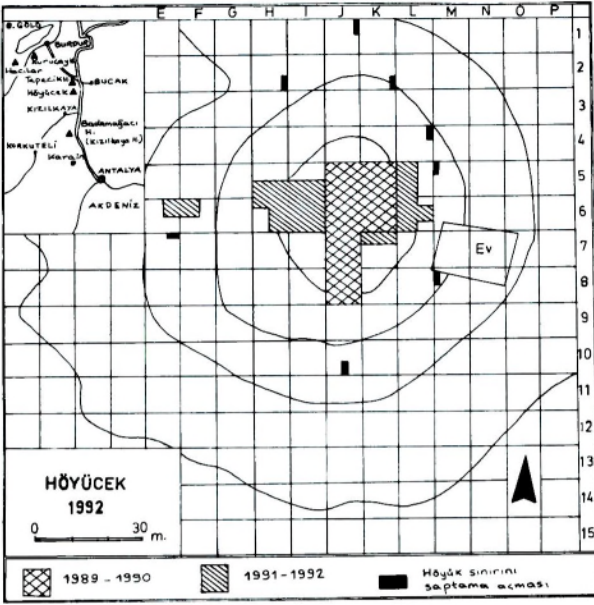 E F G H I J K L M N O P
B. GÖLÜ
BURDUR
Kuruçay
Hacılar
Tepecik H.
BUCAK
Höyücek
KIZILKAYA
Bademağacı
H.
(Kızılkaya H.)
KORKUTELİ
Karain
ANTALYA
AKDENİZ
1
2
3
4
5
6
7
8
9
10
11
12
13
14
15
Ev
HÖYÜCEK
1992
0 30 m.
1989-1990
1991-1992
Höyük sınırını
saptama açması